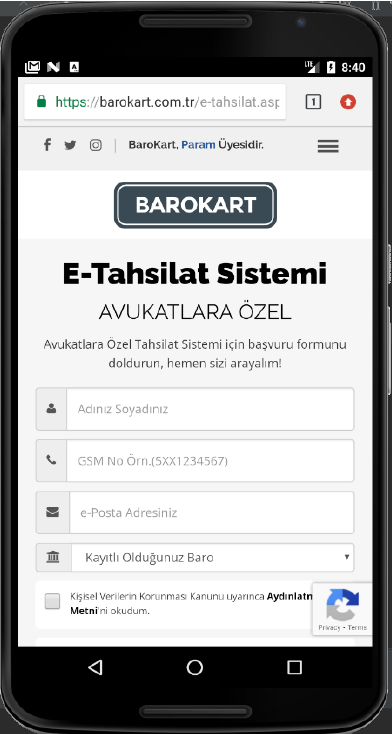 LTE 8:40
https://barokart.com.tr/e-tahsilat.asp
1
BaroKart, Param Üyesidir.
BAROKART
E-Tahsilat Sistemi
AVUKATLARA ÖZEL
Avukatlara Özel Tahsilat Sistemi için başvuru formunu
doldurun, hemen sizi arayalım!
Adınız Soyadınız
GSM No Örn.(5XX1234567)
e-Posta Adresiniz
Kayıtlı Olduğunuz Baro
Kişisel Verilerin Korunması Kanunu uyarınca Aydınlatm
Metni'ni okudum.
Privacy - Terms